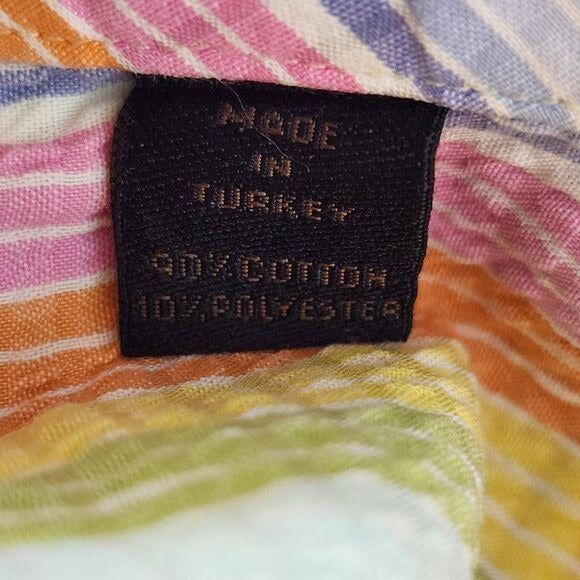 MADE
IN
TURKEY
90% COTTON
10% POLYESTER